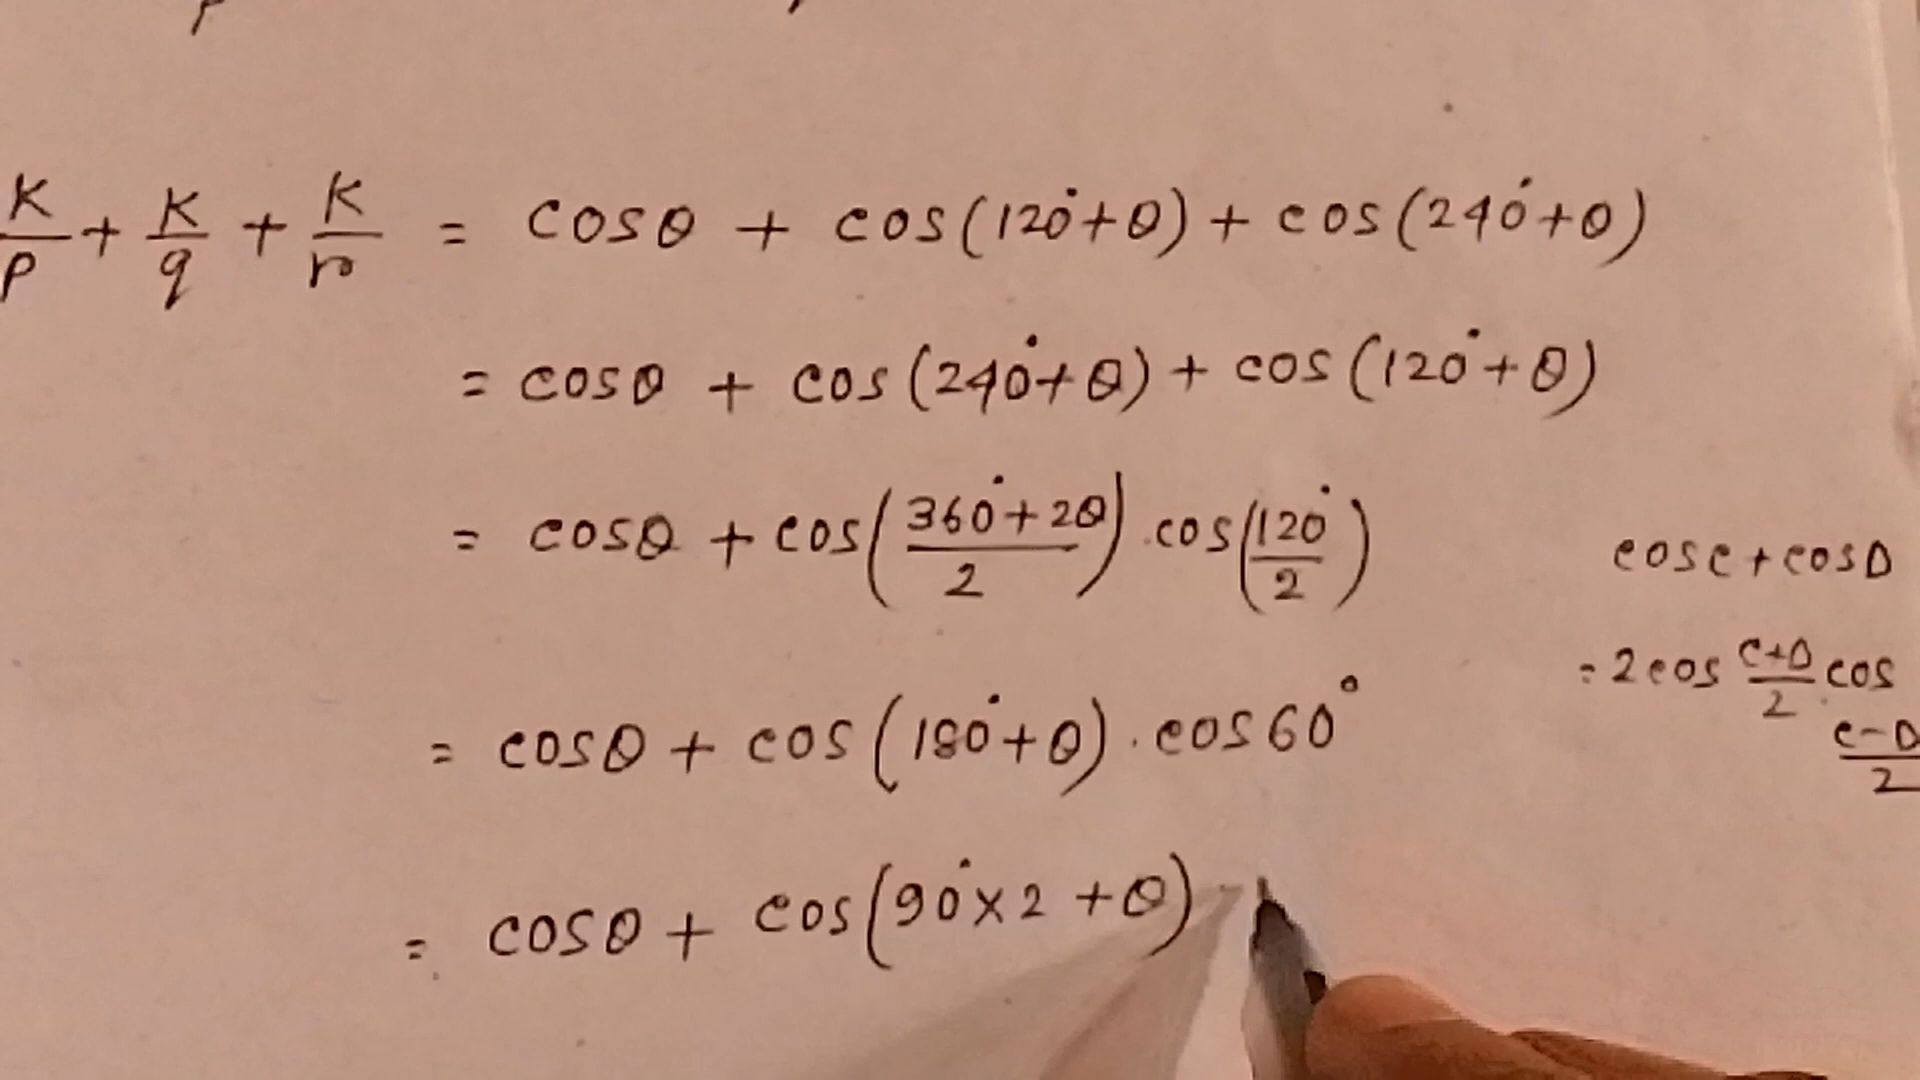 K/p + K/q + K/r = cosθ + cos(120°+θ) + cos(240°+θ)
= cosθ + cos(240°+θ) + cos(120°+θ)
= cosθ + cos((360°+2θ)/2) . cos(120°/2)
cosC + cosD
= 2cos (C+D)/2 cos (C-D)/2
= cosθ + cos(180°+θ) . cos60°
= cosθ + cos(90°×2 +θ)